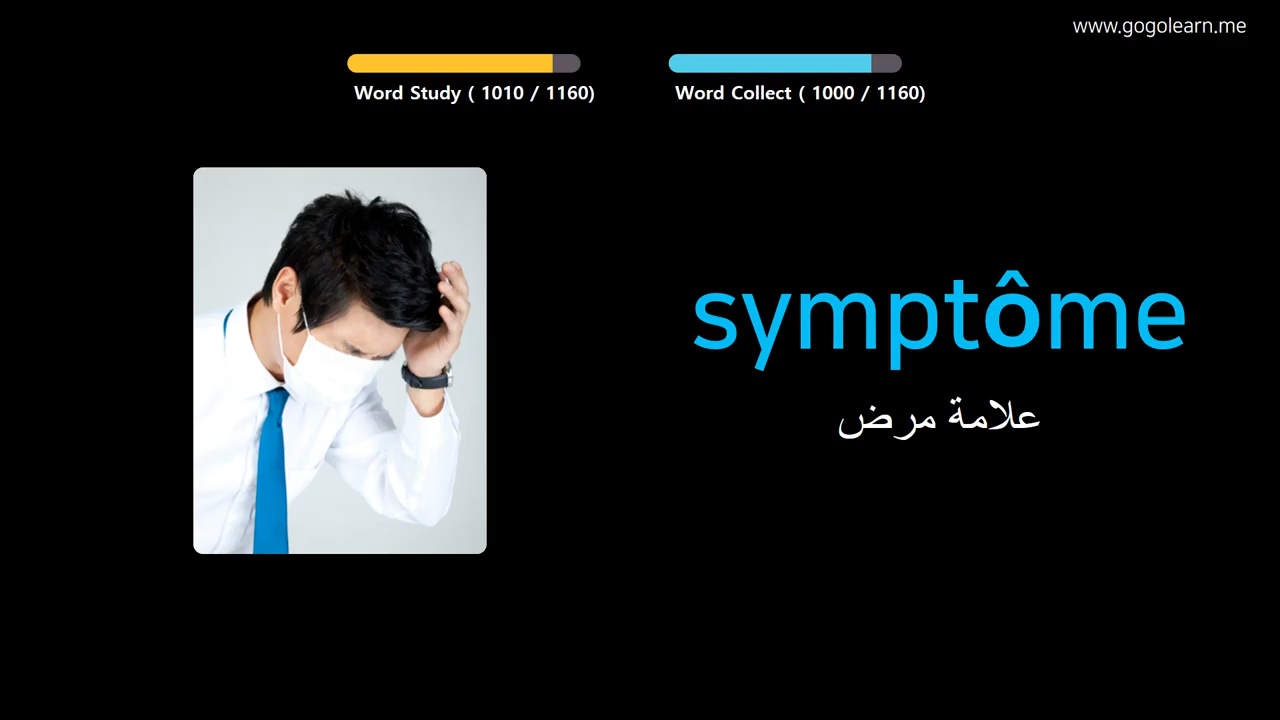 www.gogolearn.me
Word Study ( 1010 / 1160)
Word Collect ( 1000 / 1160)
symptôme
علامة مرض